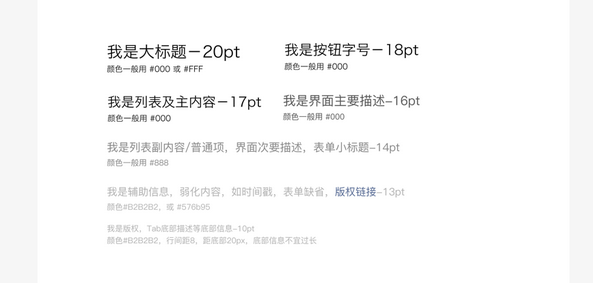 我是大标题－20pt
颜色一般用 #000 或 #FFF
我是按钮字号－18pt
颜色一般用 #000
我是列表及主内容－17pt
颜色一般用 #000
我是界面主要描述-16pt
颜色一般用 #000
我是列表副内容/普通项，界面次要描述，表单小标题-14pt
颜色一般用 #888
我是辅助信息，弱化内容，如时间戳，表单缺省，版权链接-13pt
颜色#B2B2B2，或 #576b95
我是版权，Tab底部描述等底部信息-10pt
颜色#B2B2B2，行间距8，距底部20px，底部信息不宜过长